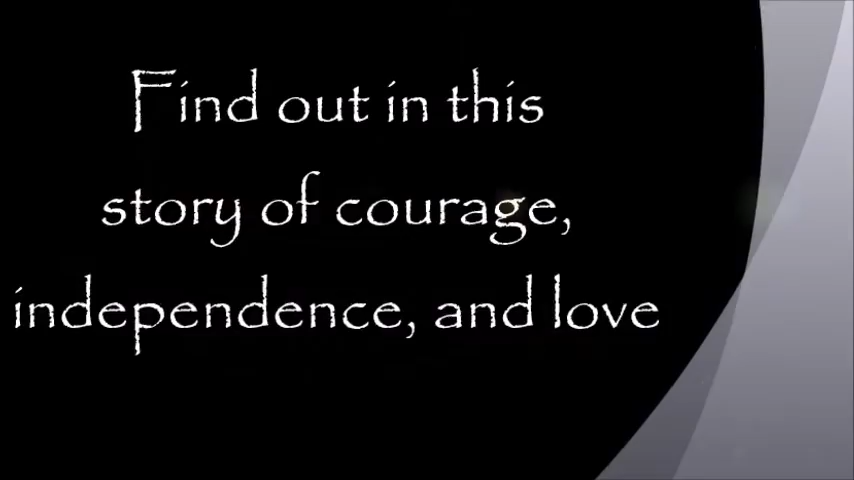 Find out in this
story of courage,
independence, and love